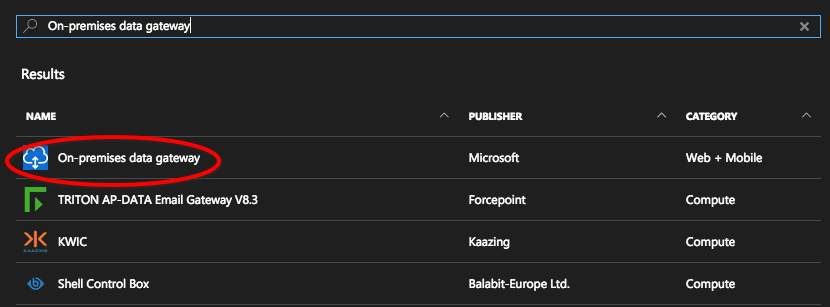 On-premises data gateway
Results
NAME PUBLISHER CATEGORY
On-premises data gateway Microsoft Web + Mobile
TRITON AP-DATA Email Gateway V8.3 Forcepoint Compute
KAAZING KWIC Kaazing Compute
Shell Control Box Balabit-Europe Ltd. Compute